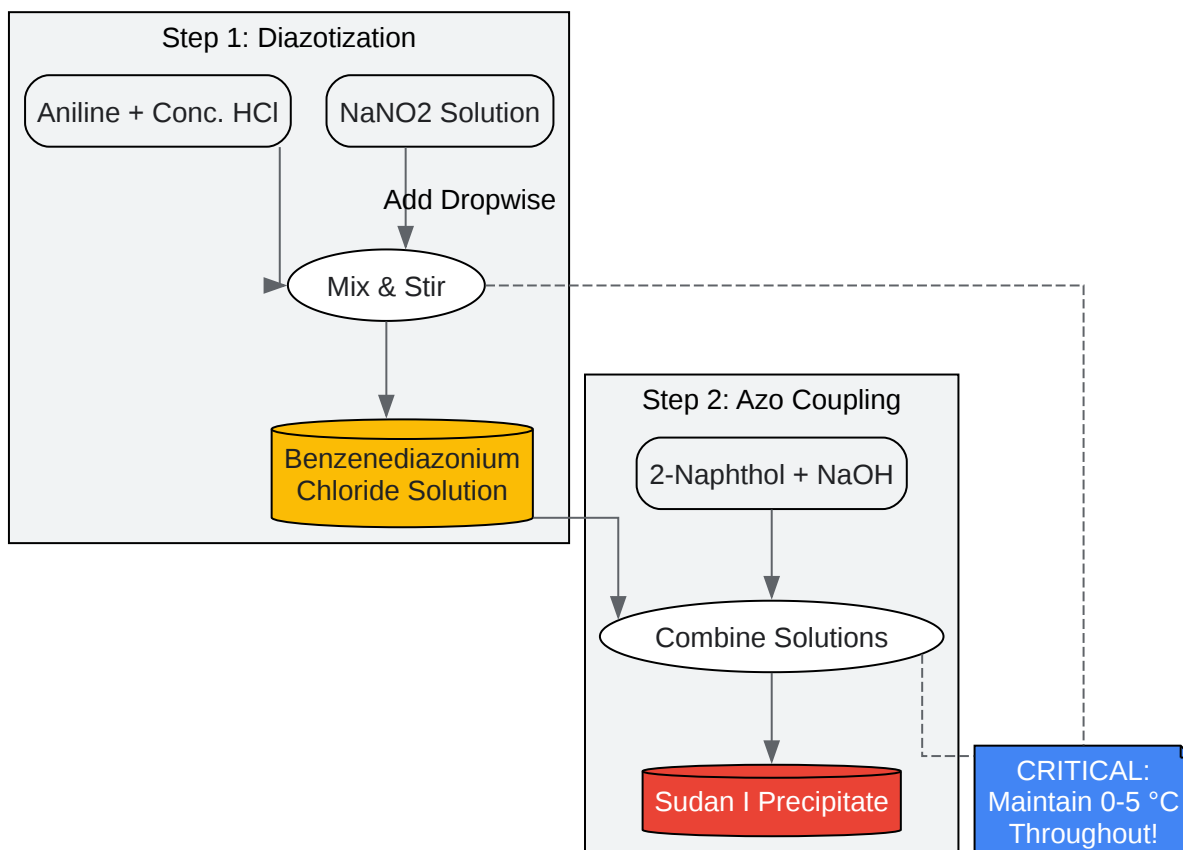 Step 1: Diazotization
Aniline + Conc. HCl
NaNO2 Solution
Add Dropwise
Mix & Stir
Benzenediazonium
Chloride Solution
Step 2: Azo Coupling
2-Naphthol + NaOH
Combine Solutions
Sudan I Precipitate
CRITICAL:
Maintain 0-5 °C
Throughout!